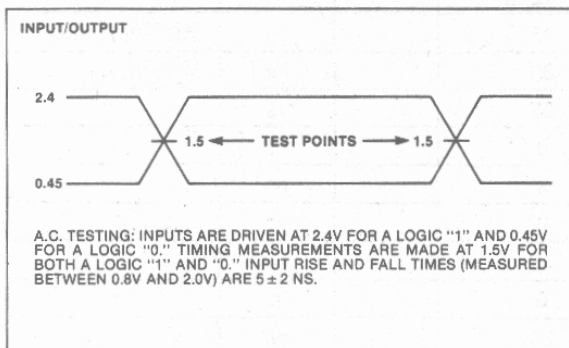 INPUT/OUTPUT
2.4
1.5 TEST POINTS 1.5
0.45
A.C. TESTING: INPUTS ARE DRIVEN AT 2.4V FOR A LOGIC "1" AND 0.45V
FOR A LOGIC "0." TIMING MEASUREMENTS ARE MADE AT 1.5V FOR
BOTH A LOGIC "1" AND "0." INPUT RISE AND FALL TIMES (MEASURED
BETWEEN 0.8V AND 2.0V) ARE 5 ± 2 NS.